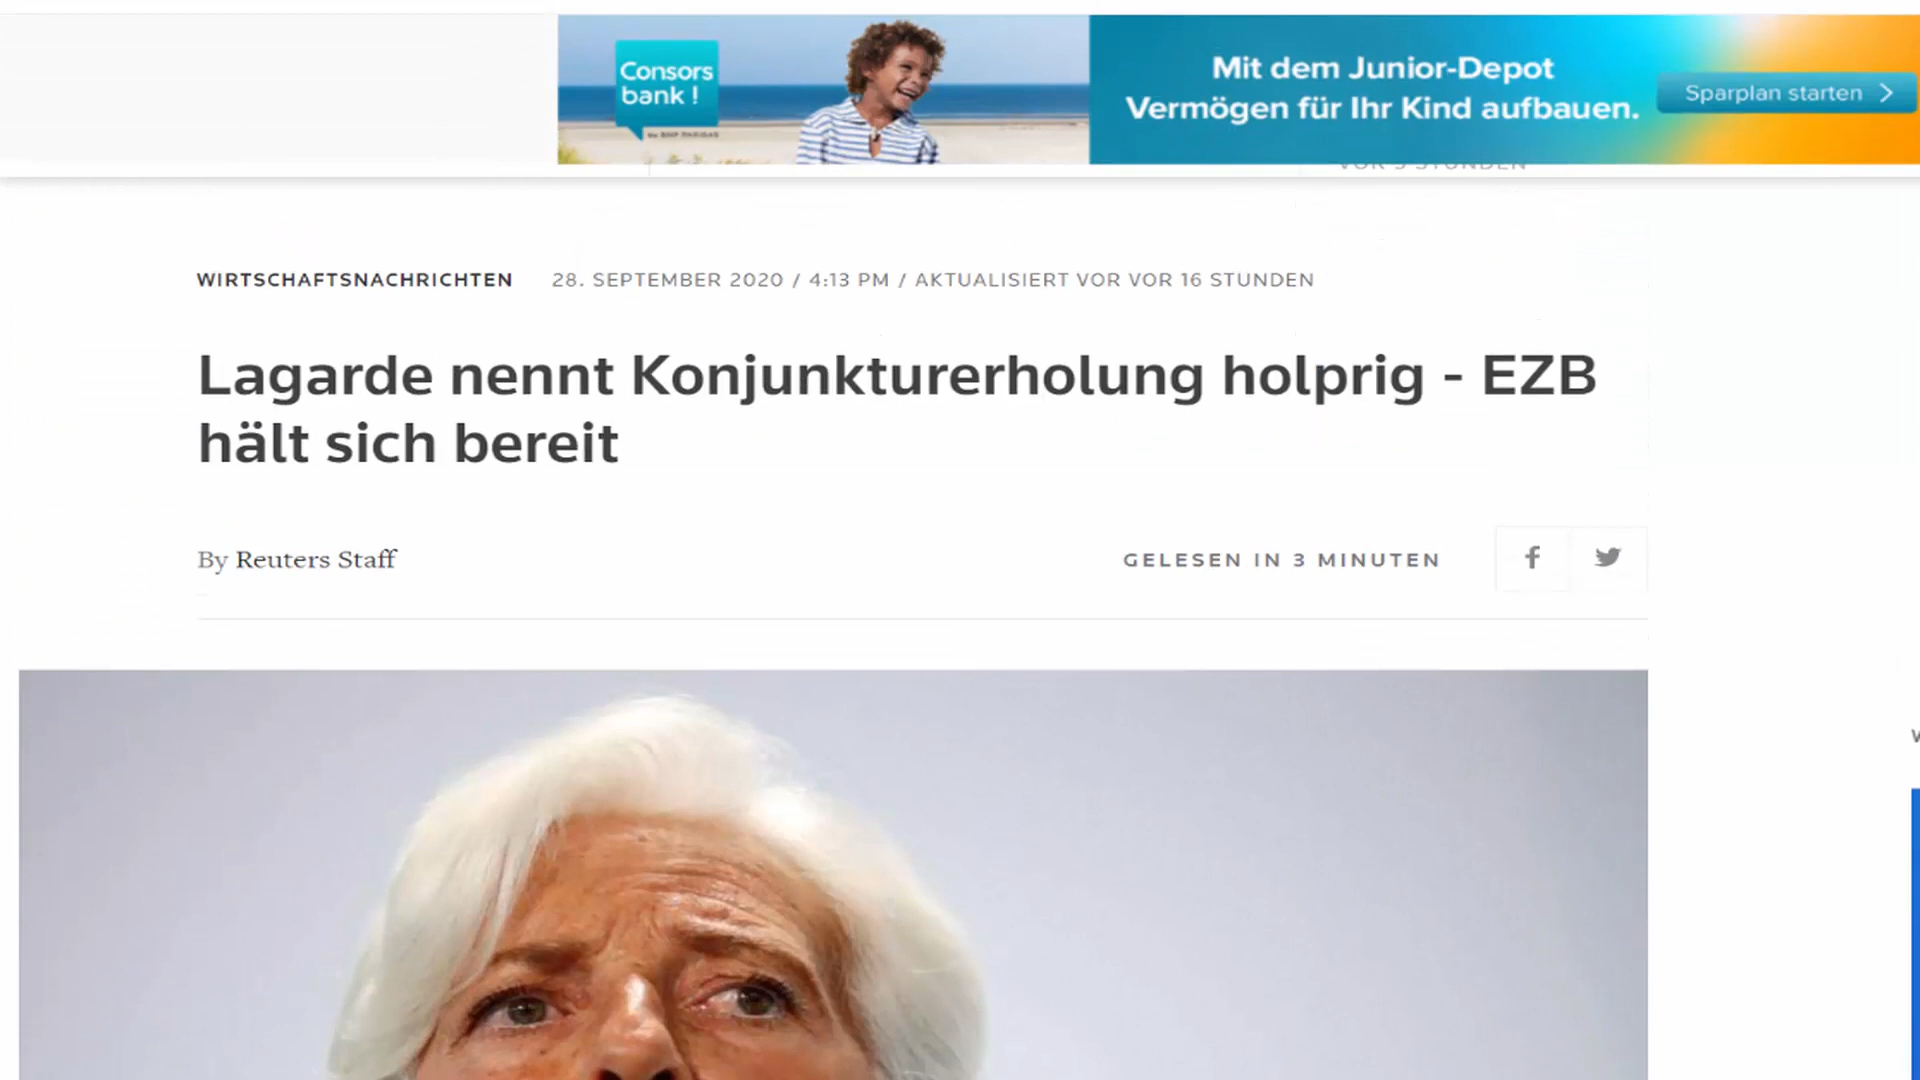 Consors
bank !
Mit dem Junior-Depot
Vermögen für Ihr Kind aufbauen.
Sparplan starten
WIRTSCHAFTSNACHRICHTEN 28. SEPTEMBER 2020 / 4:13 PM / AKTUALISIERT VOR VOR 16 STUNDEN
Lagarde nennt Konjunkturerholung holprig - EZB
hält sich bereit
By Reuters Staff GELESEN IN 3 MINUTEN